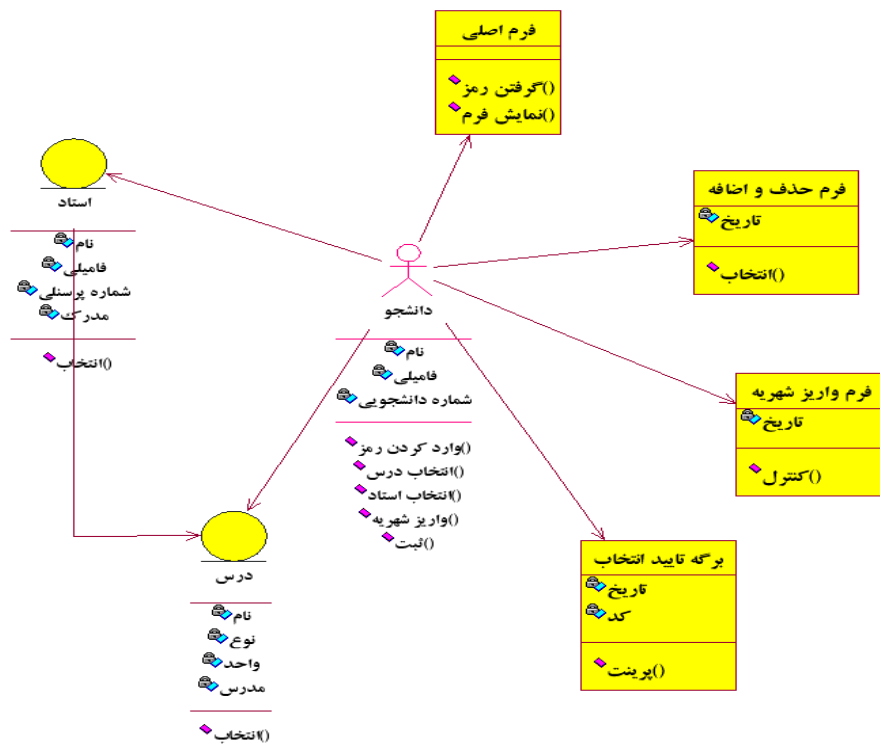 فرم اصلی
گرفتن رمز()
نمایش فرم()
استاد
نام
فامیلی
شماره پرسنلی
مدرک
انتخاب()
فرم حذف و اضافه
تاریخ
انتخاب()
دانشجو
نام
فامیلی
شماره دانشجویی
وارد کردن رمز()
انتخاب درس()
انتخاب استاد()
واریز شهریه()
ثبت()
فرم واریز شهریه
تاریخ
کنترل()
درس
نام
نوع
واحد
مدرس
انتخاب()
برگه تایید انتخاب
تاریخ
کد
پرینت()